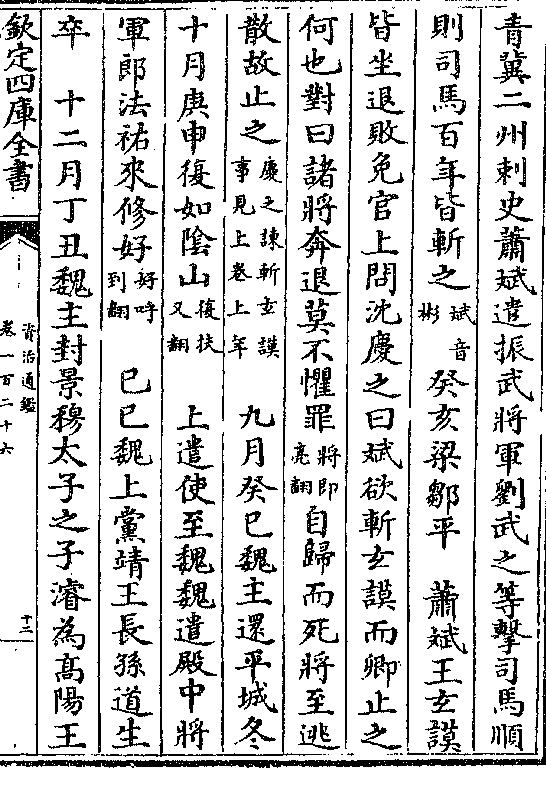 青冀二州刺史蕭斌遣振武將軍劉武之等擊司馬順
則司馬百年皆斬之斌音彬癸亥梁鄒平　蕭斌王玄謨
皆坐退敗免官上問沈慶之曰斌欲斬玄謨而卿止之
何也對曰諸將奔退莫不懼罪將即亮翻自歸而死將至逃
散故止之慶之諫斬玄謨事見上卷上年　九月癸巳魏主還平城冬
十月庚申復如陰山復扶又翻　上遣使至魏魏遣殿中將
軍郎法祐來修好好呼到翻　己巳魏上黨靖王長孫道生
卒　十二月丁丑魏主封景穆太子之子濬為高陽王
欽定四庫全書
資治通鑑
卷一百二十六
十二